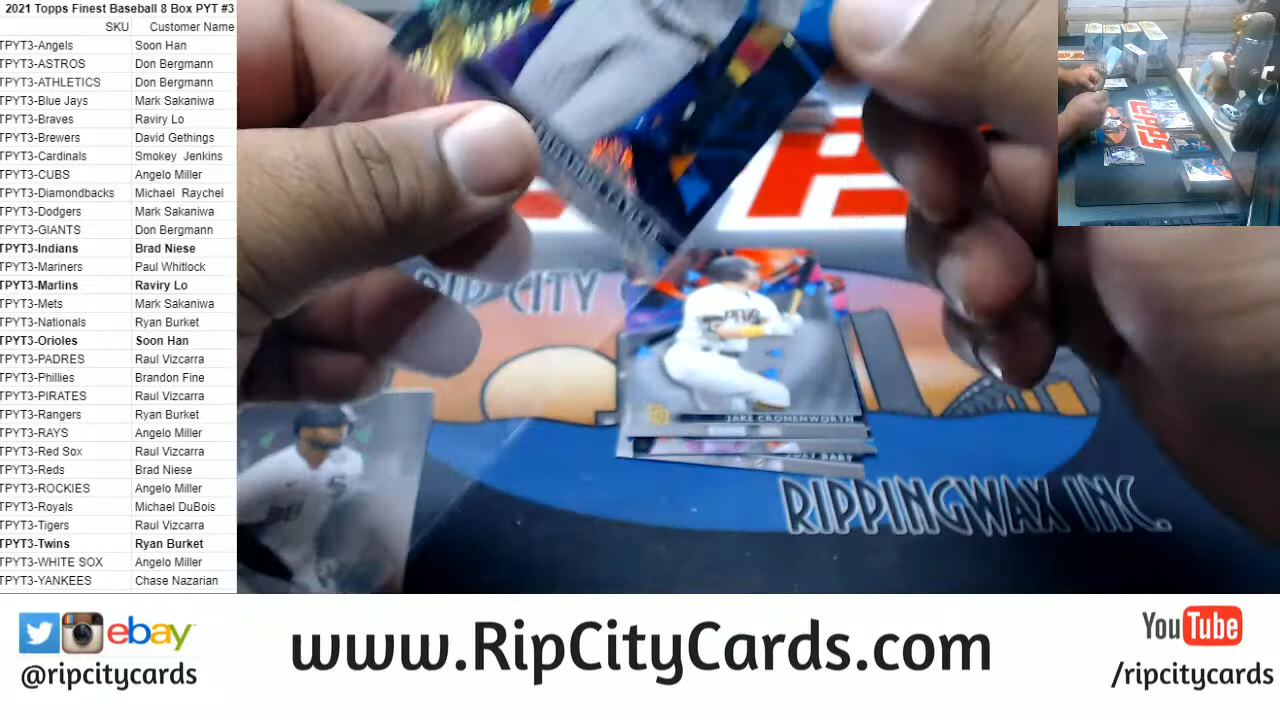 2021 Topps Finest Baseball 8 Box PYT #3
SKU Customer Name
TPYT3-Angels Soon Han
TPYT3-ASTROS Don Bergmann
TPYT3-ATHLETICS Don Bergmann
TPYT3-Blue Jays Mark Sakaniwa
TPYT3-Braves Raviry Lo
TPYT3-Brewers David Gethings
TPYT3-Cardinals Smokey Jenkins
TPYT3-CUBS Angelo Miller
TPYT3-Diamondbacks Michael Raychel
TPYT3-Dodgers Mark Sakaniwa
TPYT3-GIANTS Don Bergmann
TPYT3-Indians Brad Niese
TPYT3-Mariners Paul Whitlock
TPYT3-Marlins Raviry Lo
TPYT3-Mets Mark Sakaniwa
TPYT3-Nationals Ryan Burket
TPYT3-Orioles Soon Han
TPYT3-PADRES Raul Vizcarra
TPYT3-Phillies Brandon Fine
TPYT3-PIRATES Raul Vizcarra
TPYT3-Rangers Ryan Burket
TPYT3-RAYS Angelo Miller
TPYT3-Red Sox Raul Vizcarra
TPYT3-Reds Brad Niese
TPYT3-ROCKIES Angelo Miller
TPYT3-Royals Michael DuBois
TPYT3-Tigers Raul Vizcarra
TPYT3-Twins Ryan Burket
TPYT3-WHITE SOX Angelo Miller
TPYT3-YANKEES Chase Nazarian
RIP CITY
JAKE CRONENWORTH
JOEY BART
RIPPINGWAX INC.
TOPPS
ebay
@ripcitycards
www.RipCityCards.com
YouTube
/ripcitycards